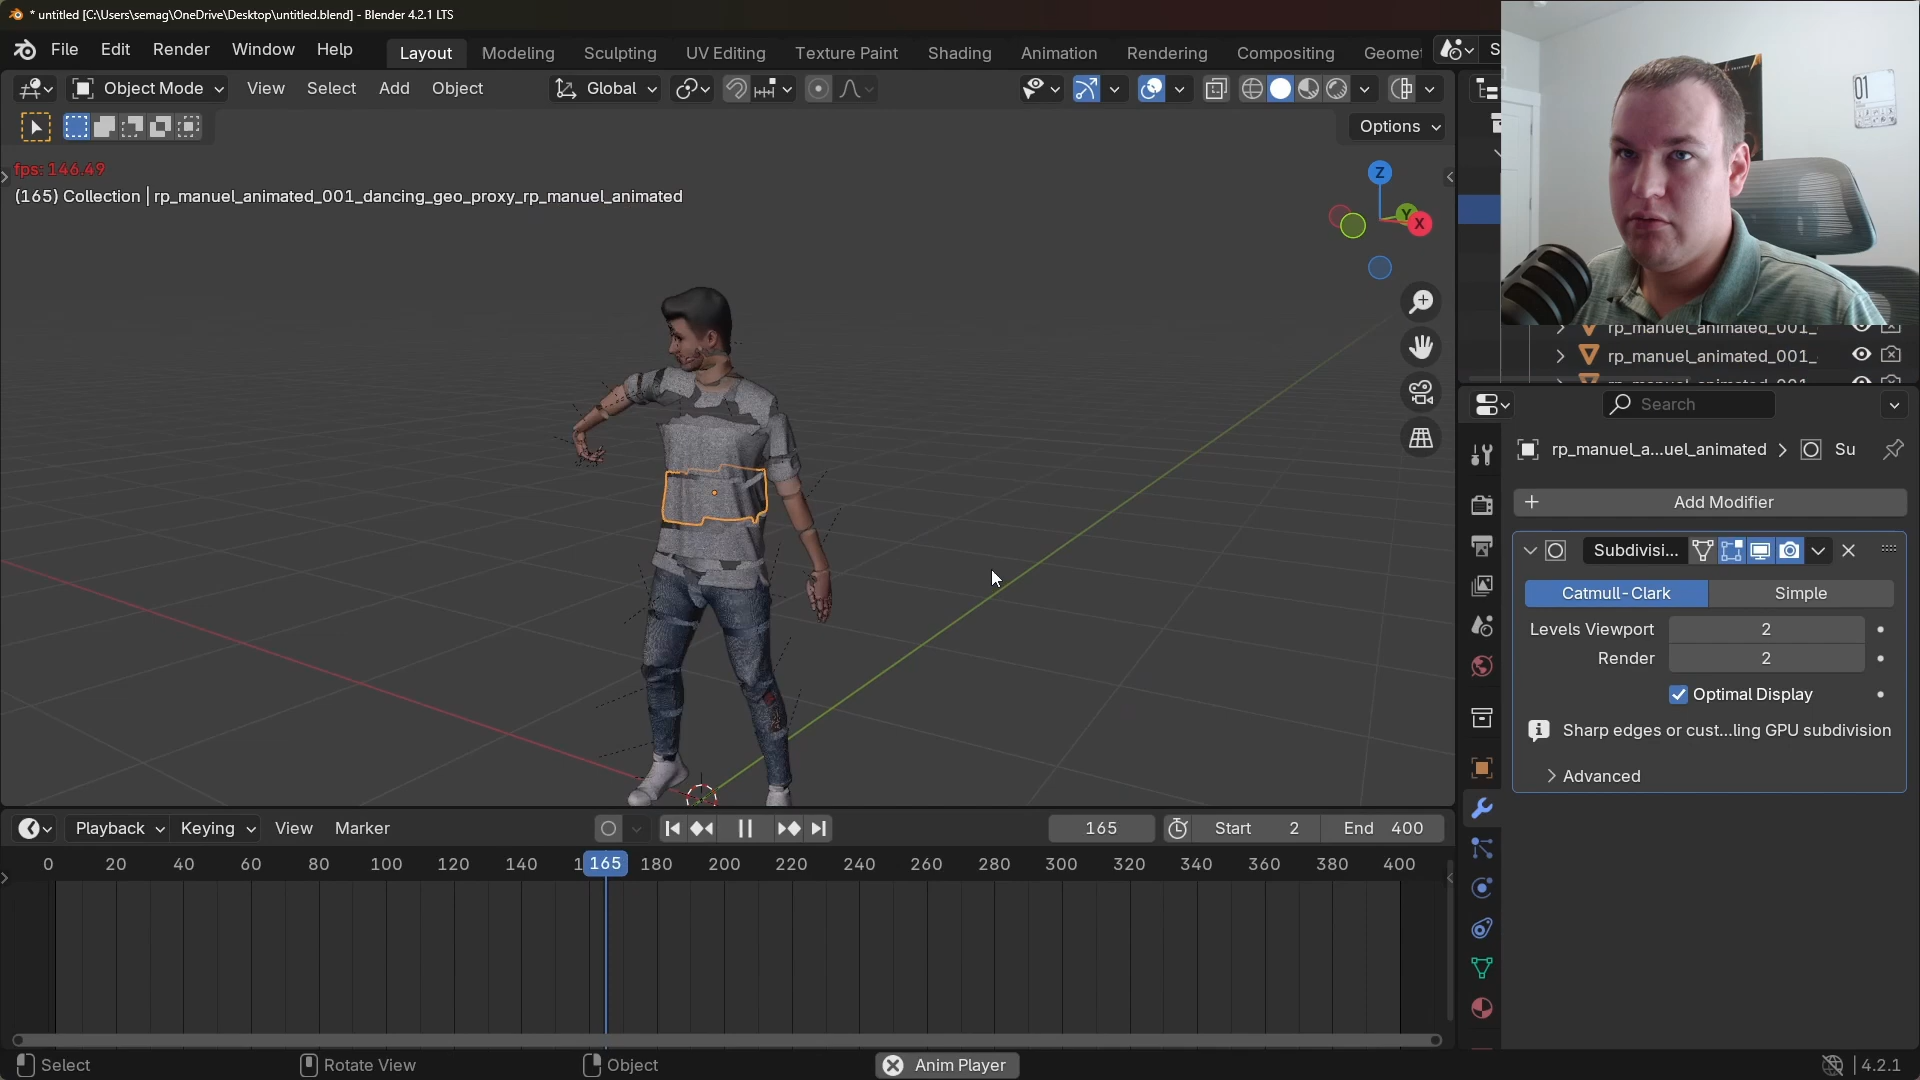 * untitled [C:\Users\semag\OneDrive\Desktop\untitled.blend] - Blender 4.2.1 LTS
File Edit Render Window Help
Layout Modeling Sculpting UV Editing Texture Paint Shading Animation Rendering Compositing Geomet
Object Mode View Select Add Object Global
Options
fps: 146.49
(165) Collection | rp_manuel_animated_001_dancing_geo_proxy_rp_manuel_animated
Z
Y
X
01
rp_manuel_animated_001_
rp_manuel_animated_001_
Search
rp_manuel_a...uel_animated > Su
+ Add Modifier
Subdivisi...
Catmull-Clark Simple
Levels Viewport 2
Render 2
Optimal Display
Sharp edges or cust...ling GPU subdivision
Advanced
Playback Keying View Marker 165 Start 2 End 400
0 20 40 60 80 100 120 140 1 165 180 200 220 240 260 280 300 320 340 360 380 400
Select Rotate View Object Anim Player 4.2.1